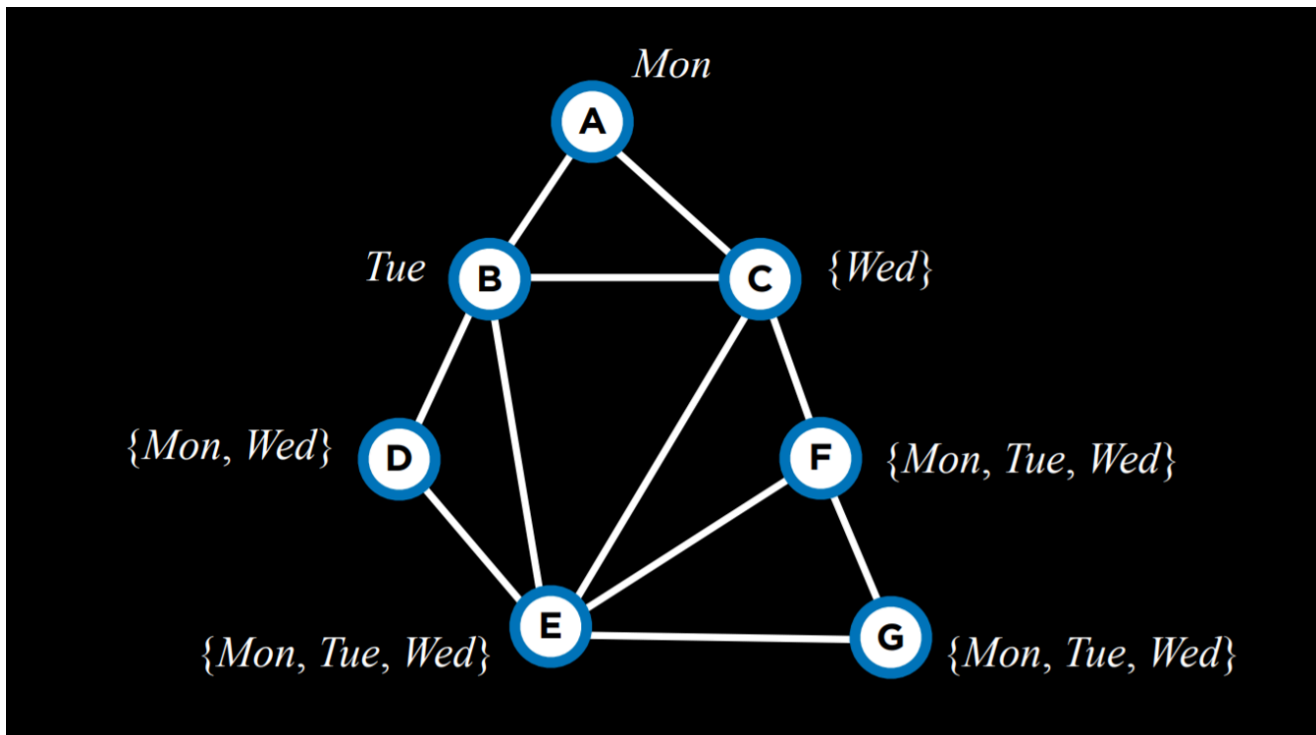 Mon
A
Tue
B
C
{Wed}
{Mon, Wed}
D
F
{Mon, Tue, Wed}
E
{Mon, Tue, Wed}
G
{Mon, Tue, Wed}